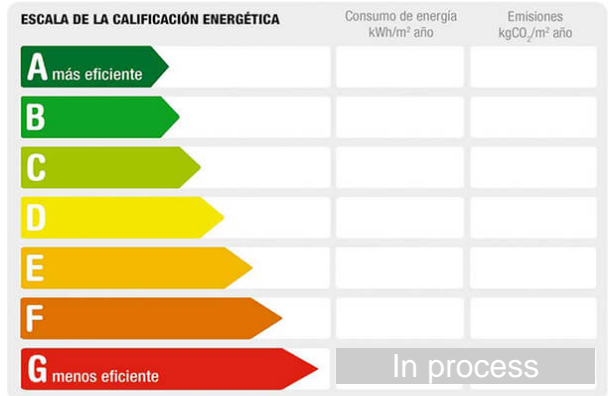 ESCALA DE LA CALIFICACIÓN ENERGÉTICA
Consumo de energía
kWh/m² año
Emisiones
kgCO₂/m² año
A más eficiente
B
C
D
E
F
G menos eficiente
In process